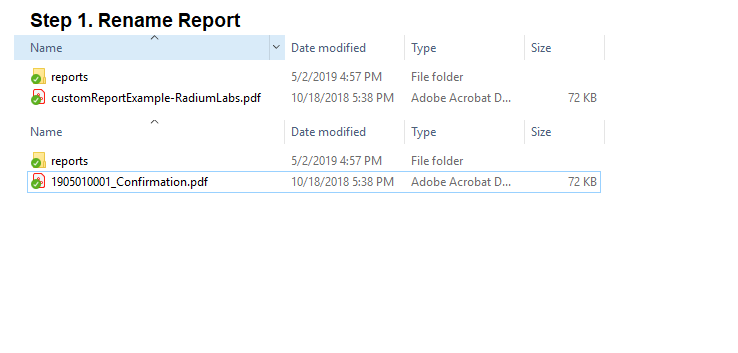 Step 1. Rename Report
Name Date modified Type Size
reports 5/2/2019 4:57 PM File folder
customReportExample-RadiumLabs.pdf 10/18/2018 5:38 PM Adobe Acrobat D... 72 KB
Name Date modified Type Size
reports 5/2/2019 4:57 PM File folder
1905010001_Confirmation.pdf 10/18/2018 5:38 PM Adobe Acrobat D... 72 KB